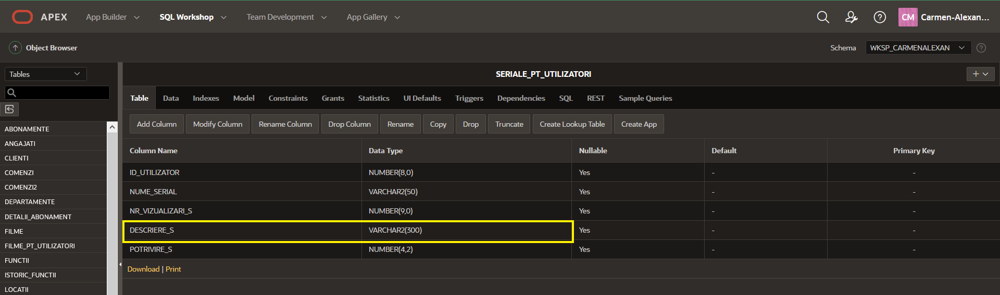 APEX App Builder SQL Workshop Team Development App Gallery CM Carmen-Alexan...
Object Browser Schema WKSP_CARMENALEXAN
Tables
SERIALE_PT_UTILIZATORI
Table Data Indexes Model Constraints Grants Statistics UI Defaults Triggers Dependencies SQL REST Sample Queries
Add Column Modify Column Rename Column Drop Column Rename Copy Drop Truncate Create Lookup Table Create App
ABONAMENTE
ANGAJATI
CLIENTI
COMENZI
COMENZI2
DEPARTAMENTE
DETALII_ABONAMENT
FILME
FILME_PT_UTILIZATORI
FUNCTII
ISTORIC_FUNCTII
LOCATII
Column Name Data Type Nullable Default Primary Key
ID_UTILIZATOR NUMBER(8,0) Yes - -
NUME_SERIAL VARCHAR2(50) Yes - -
NR_VIZUALIZARI_S NUMBER(9,0) Yes - -
DESCRIERE_S VARCHAR2(300) Yes - -
POTRIVIRE_S NUMBER(4,2) Yes - -
Download | Print